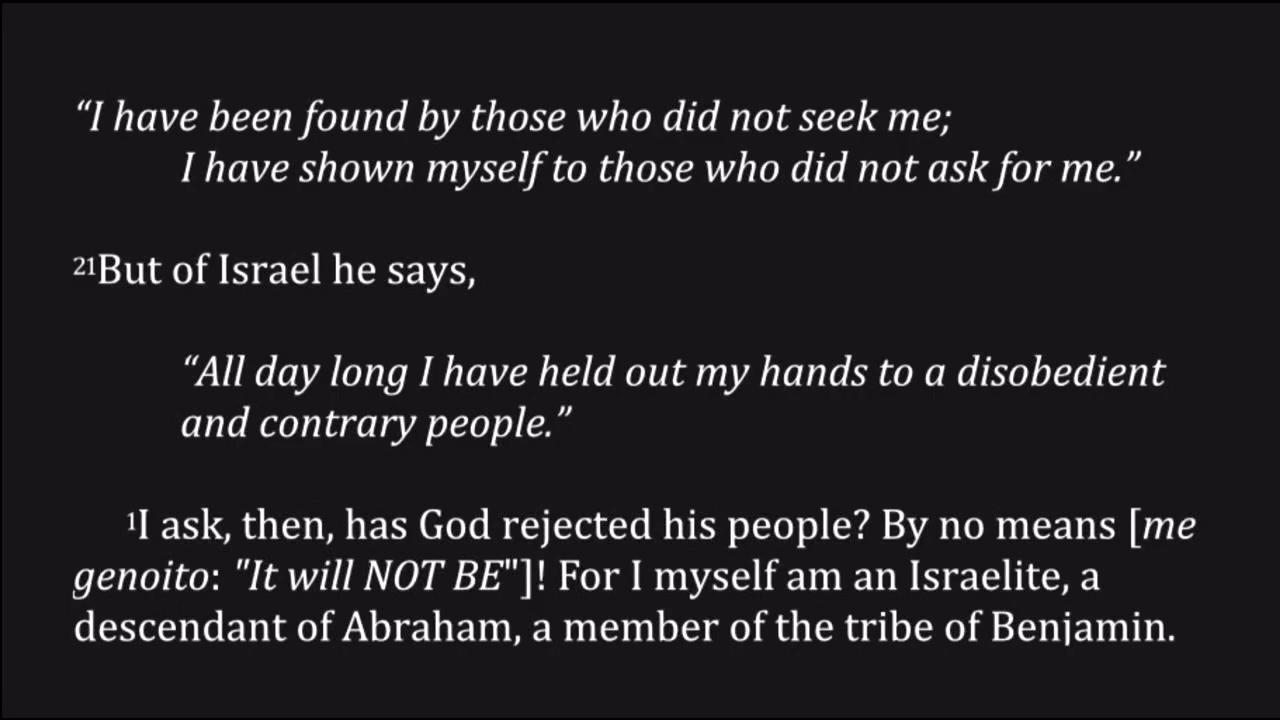 “I have been found by those who did not seek me;
I have shown myself to those who did not ask for me.”
²¹But of Israel he says,
“All day long I have held out my hands to a disobedient
and contrary people.”
¹I ask, then, has God rejected his people? By no means [me
genoito: "It will NOT BE"]! For I myself am an Israelite, a
descendant of Abraham, a member of the tribe of Benjamin.